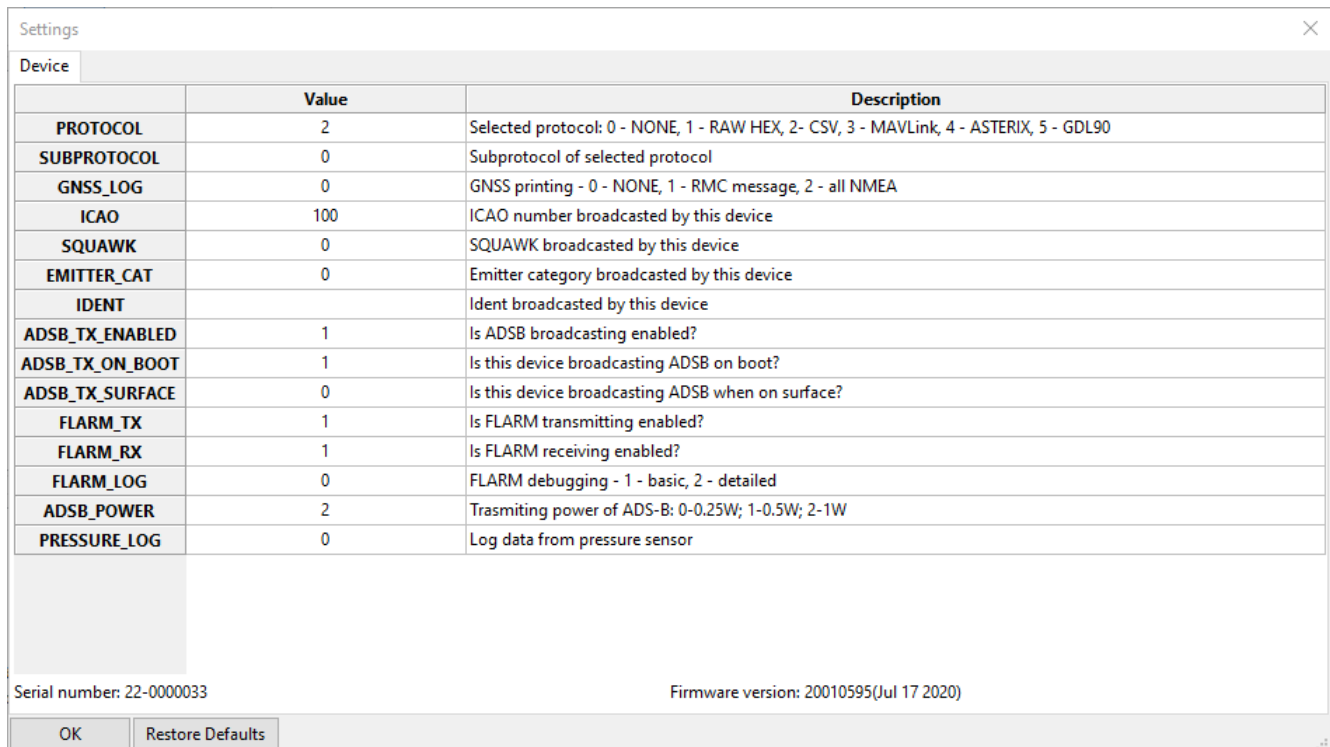 Settings
Device
Value Description
PROTOCOL 2 Selected protocol: 0 - NONE, 1 - RAW HEX, 2- CSV, 3 - MAVLink, 4 - ASTERIX, 5 - GDL90
SUBPROTOCOL 0 Subprotocol of selected protocol
GNSS_LOG 0 GNSS printing - 0 - NONE, 1 - RMC message, 2 - all NMEA
ICAO 100 ICAO number broadcasted by this device
SQUAWK 0 SQUAWK broadcasted by this device
EMITTER_CAT 0 Emitter category broadcasted by this device
IDENT Ident broadcasted by this device
ADSB_TX_ENABLED 1 Is ADSB broadcasting enabled?
ADSB_TX_ON_BOOT 1 Is this device broadcasting ADSB on boot?
ADSB_TX_SURFACE 0 Is this device broadcasting ADSB when on surface?
FLARM_TX 1 Is FLARM transmitting enabled?
FLARM_RX 1 Is FLARM receiving enabled?
FLARM_LOG 0 FLARM debugging - 1 - basic, 2 - detailed
ADSB_POWER 2 Trasmiting power of ADS-B: 0-0.25W; 1-0.5W; 2-1W
PRESSURE_LOG 0 Log data from pressure sensor
Serial number: 22-0000033 Firmware version: 20010595(Jul 17 2020)
OK Restore Defaults